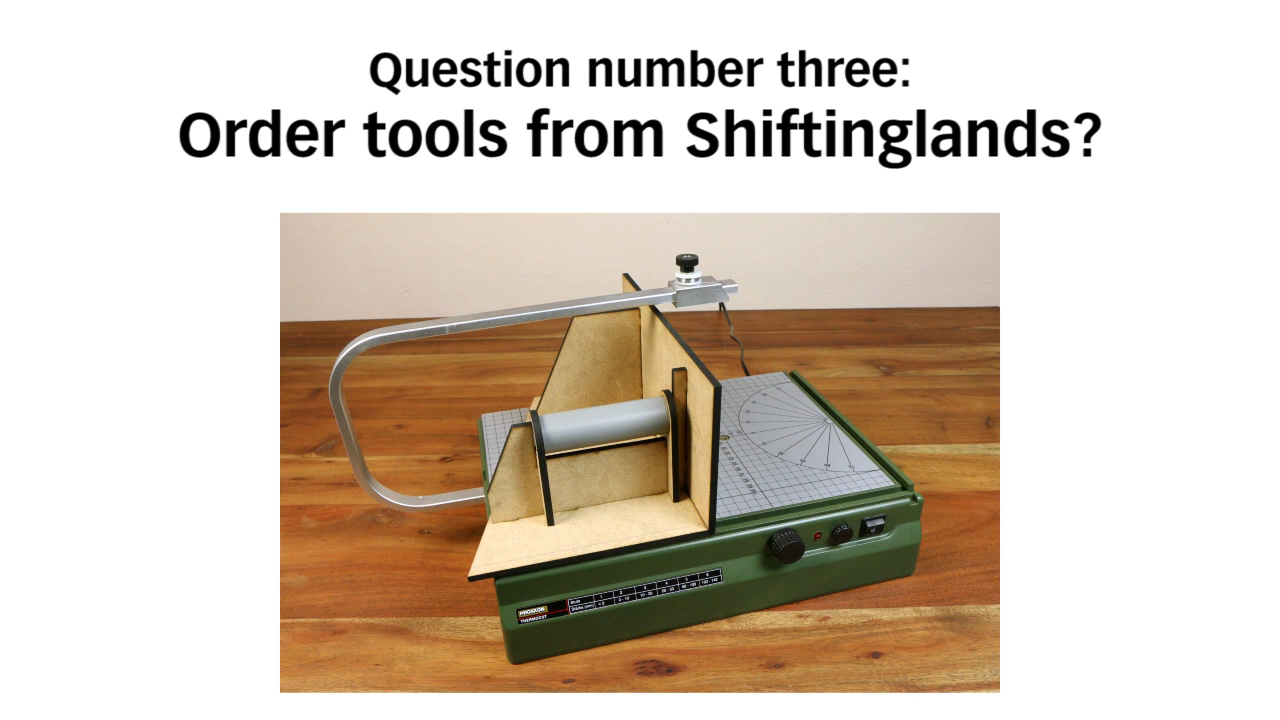 Question number three:
Order tools from Shiftinglands?
PROXXON
THERMOCUT